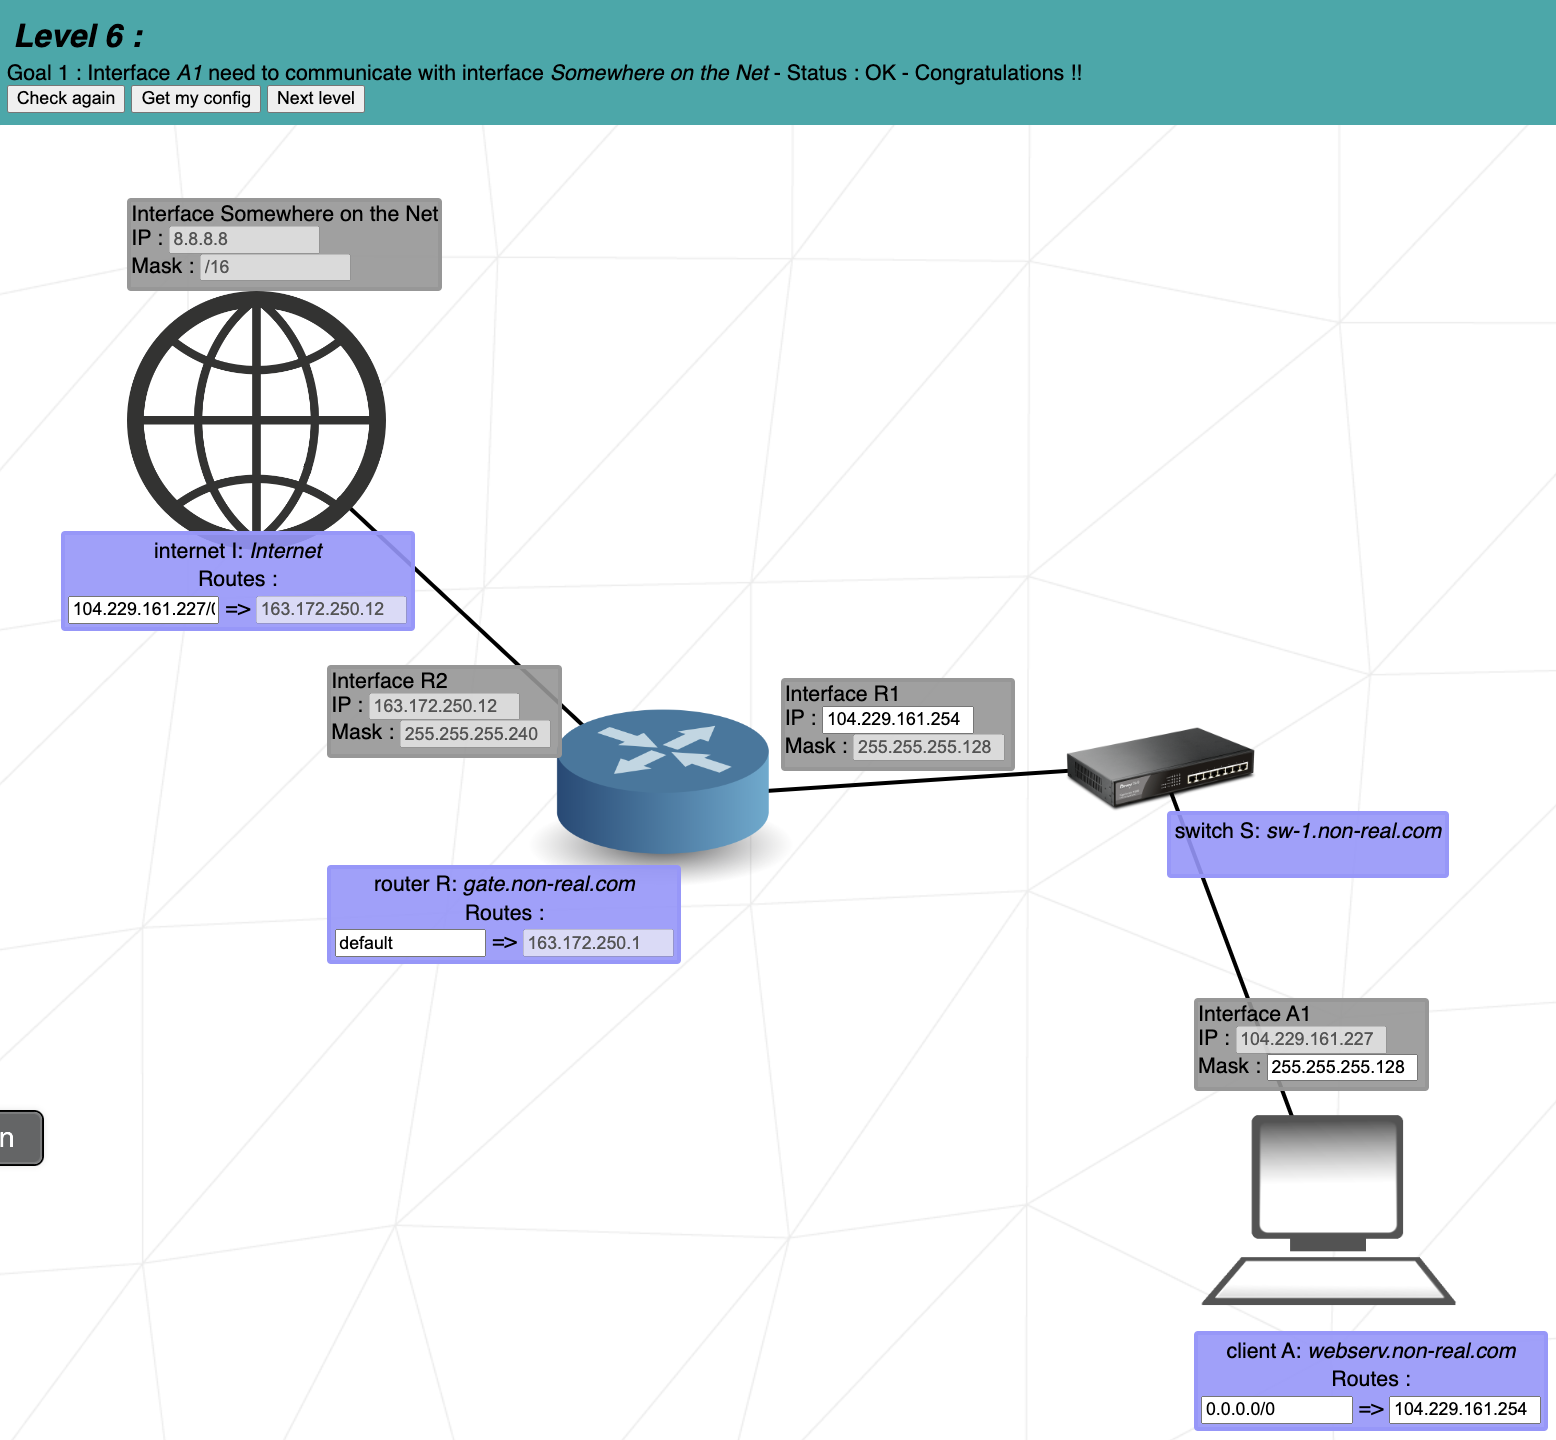 Level 6 :
Goal 1 : Interface A1 need to communicate with interface Somewhere on the Net - Status : OK - Congratulations !!
Check again Get my config Next level
Interface Somewhere on the Net
IP : 8.8.8.8
Mask : /16
internet I: Internet
Routes :
104.229.161.227/ => 163.172.250.12
Interface R2
IP : 163.172.250.12
Mask : 255.255.255.240
Interface R1
IP : 104.229.161.254
Mask : 255.255.255.128
switch S: sw-1.non-real.com
router R: gate.non-real.com
Routes :
default => 163.172.250.1
Interface A1
IP : 104.229.161.227
Mask : 255.255.255.128
n
client A: webserv.non-real.com
Routes :
0.0.0.0/0 => 104.229.161.254